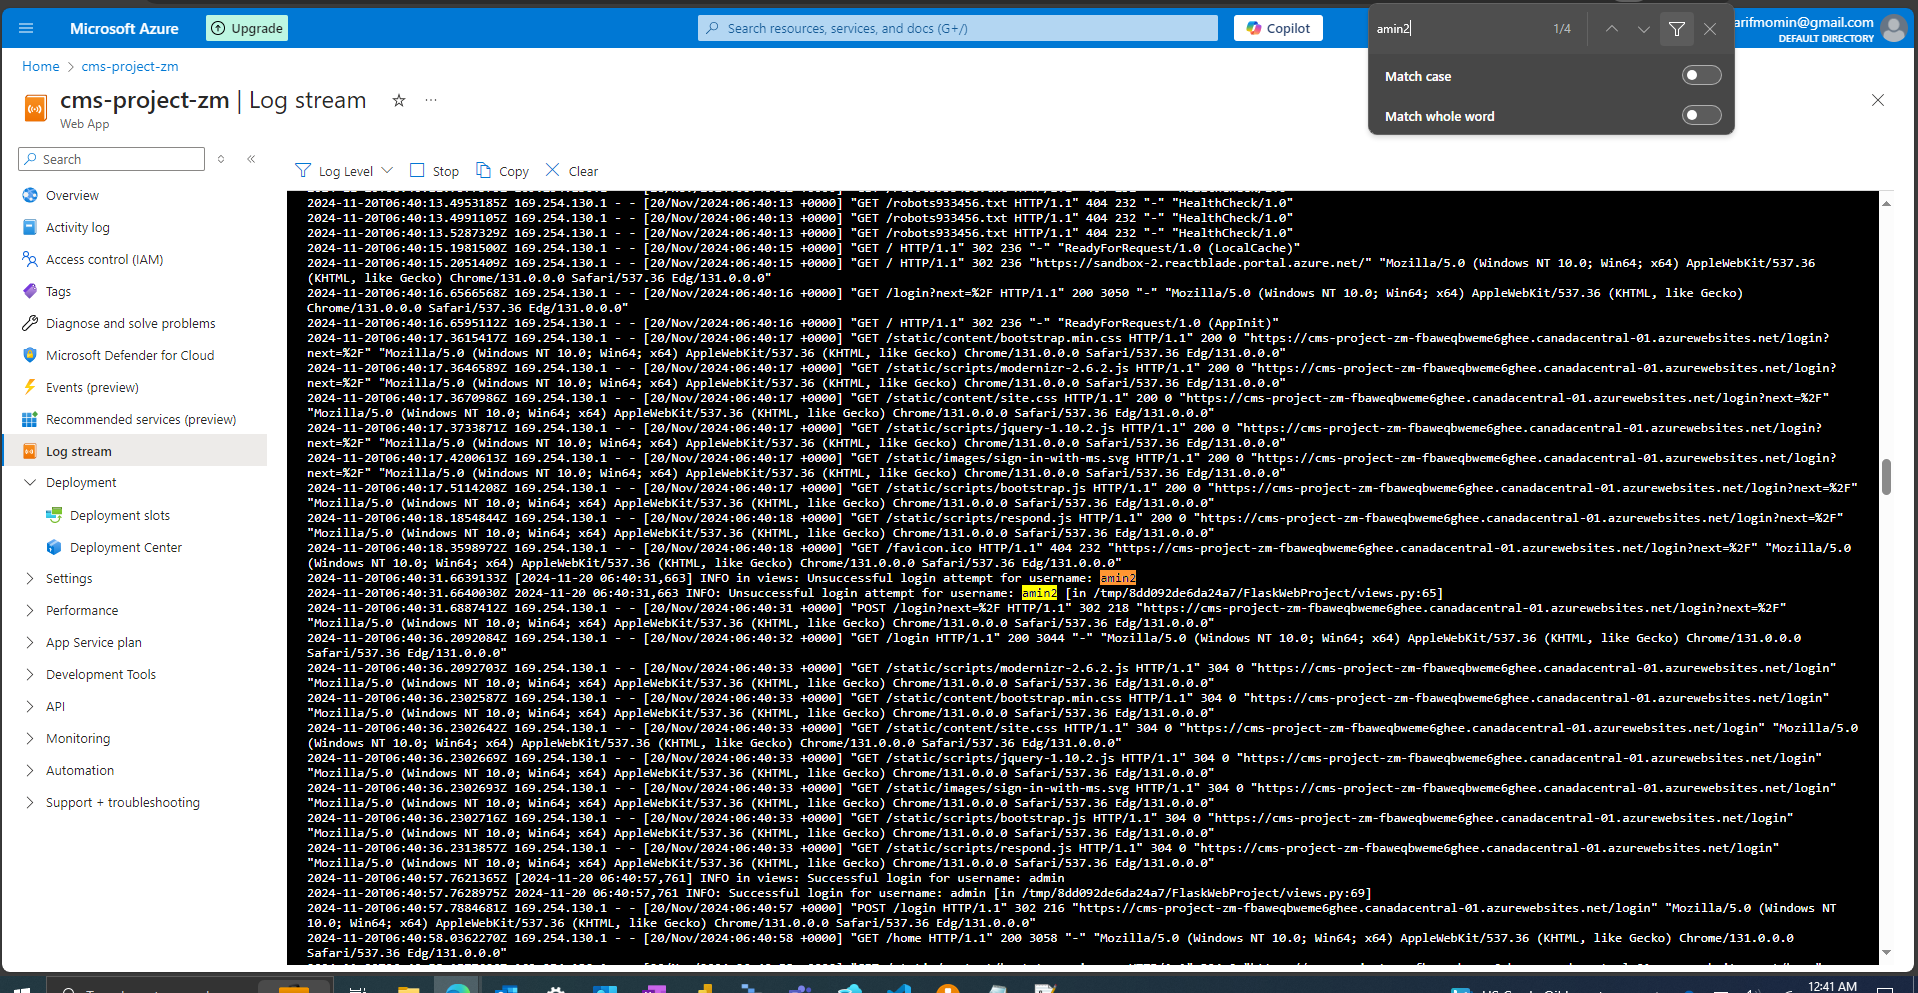 Microsoft Azure
Upgrade
Search resources, services, and docs (G+/)
Copilot
amin2
1/4
arifmomin@gmail.com
DEFAULT DIRECTORY
Match case
Match whole word
Home > cms-project-zm
cms-project-zm | Log stream
Web App
Search
Log Level
Stop
Copy
Clear
Overview
Activity log
Access control (IAM)
Tags
Diagnose and solve problems
Microsoft Defender for Cloud
Events (preview)
Recommended services (preview)
Log stream
Deployment
Deployment slots
Deployment Center
Settings
Performance
App Service plan
Development Tools
API
Monitoring
Automation
Support + troubleshooting
2024-11-20T06:40:13.4953185Z 169.254.130.1 - - [20/Nov/2024:06:40:13 +0000] "GET /robots933456.txt HTTP/1.1" 404 232 "-" "HealthCheck/1.0"
2024-11-20T06:40:13.4991105Z 169.254.130.1 - - [20/Nov/2024:06:40:13 +0000] "GET /robots933456.txt HTTP/1.1" 404 232 "-" "HealthCheck/1.0"
2024-11-20T06:40:13.5287329Z 169.254.130.1 - - [20/Nov/2024:06:40:13 +0000] "GET /robots933456.txt HTTP/1.1" 404 232 "-" "HealthCheck/1.0"
2024-11-20T06:40:15.1981500Z 169.254.130.1 - - [20/Nov/2024:06:40:15 +0000] "GET / HTTP/1.1" 302 236 "-" "ReadyForRequest/1.0 (LocalCache)"
2024-11-20T06:40:15.2051409Z 169.254.130.1 - - [20/Nov/2024:06:40:15 +0000] "GET / HTTP/1.1" 302 236 "https://sandbox-2.reactblade.portal.azure.net/" "Mozilla/5.0 (Windows NT 10.0; Win64; x64) AppleWebKit/537.36
(KHTML, like Gecko) Chrome/131.0.0.0 Safari/537.36 Edg/131.0.0.0"
2024-11-20T06:40:16.6566568Z 169.254.130.1 - - [20/Nov/2024:06:40:16 +0000] "GET /login?next=%2F HTTP/1.1" 200 3050 "-" "Mozilla/5.0 (Windows NT 10.0; Win64; x64) AppleWebKit/537.36 (KHTML, like Gecko)
Chrome/131.0.0.0 Safari/537.36 Edg/131.0.0.0"
2024-11-20T06:40:16.6595112Z 169.254.130.1 - - [20/Nov/2024:06:40:16 +0000] "GET / HTTP/1.1" 302 236 "-" "ReadyForRequest/1.0 (AppInit)"
2024-11-20T06:40:17.3615417Z 169.254.130.1 - - [20/Nov/2024:06:40:17 +0000] "GET /static/content/bootstrap.min.css HTTP/1.1" 200 0 "https://cms-project-zm-fbaweqbweme6ghee.canadacentral-01.azurewebsites.net/login?
next=%2F" "Mozilla/5.0 (Windows NT 10.0; Win64; x64) AppleWebKit/537.36 (KHTML, like Gecko) Chrome/131.0.0.0 Safari/537.36 Edg/131.0.0.0"
2024-11-20T06:40:17.3646589Z 169.254.130.1 - - [20/Nov/2024:06:40:17 +0000] "GET /static/scripts/modernizr-2.6.2.js HTTP/1.1" 200 0 "https://cms-project-zm-fbaweqbweme6ghee.canadacentral-01.azurewebsites.net/login?
next=%2F" "Mozilla/5.0 (Windows NT 10.0; Win64; x64) AppleWebKit/537.36 (KHTML, like Gecko) Chrome/131.0.0.0 Safari/537.36 Edg/131.0.0.0"
2024-11-20T06:40:17.3670986Z 169.254.130.1 - - [20/Nov/2024:06:40:17 +0000] "GET /static/content/site.css HTTP/1.1" 200 0 "https://cms-project-zm-fbaweqbweme6ghee.canadacentral-01.azurewebsites.net/login?next=%2F"
"Mozilla/5.0 (Windows NT 10.0; Win64; x64) AppleWebKit/537.36 (KHTML, like Gecko) Chrome/131.0.0.0 Safari/537.36 Edg/131.0.0.0"
2024-11-20T06:40:17.3733871Z 169.254.130.1 - - [20/Nov/2024:06:40:17 +0000] "GET /static/scripts/jquery-1.10.2.js HTTP/1.1" 200 0 "https://cms-project-zm-fbaweqbweme6ghee.canadacentral-01.azurewebsites.net/login?
next=%2F" "Mozilla/5.0 (Windows NT 10.0; Win64; x64) AppleWebKit/537.36 (KHTML, like Gecko) Chrome/131.0.0.0 Safari/537.36 Edg/131.0.0.0"
2024-11-20T06:40:17.4200613Z 169.254.130.1 - - [20/Nov/2024:06:40:17 +0000] "GET /static/images/sign-in-with-ms.svg HTTP/1.1" 200 0 "https://cms-project-zm-fbaweqbweme6ghee.canadacentral-01.azurewebsites.net/login?
next=%2F" "Mozilla/5.0 (Windows NT 10.0; Win64; x64) AppleWebKit/537.36 (KHTML, like Gecko) Chrome/131.0.0.0 Safari/537.36 Edg/131.0.0.0"
2024-11-20T06:40:17.5114208Z 169.254.130.1 - - [20/Nov/2024:06:40:17 +0000] "GET /static/scripts/bootstrap.js HTTP/1.1" 200 0 "https://cms-project-zm-fbaweqbweme6ghee.canadacentral-01.azurewebsites.net/login?next=%2F"
"Mozilla/5.0 (Windows NT 10.0; Win64; x64) AppleWebKit/537.36 (KHTML, like Gecko) Chrome/131.0.0.0 Safari/537.36 Edg/131.0.0.0"
2024-11-20T06:40:18.1854844Z 169.254.130.1 - - [20/Nov/2024:06:40:18 +0000] "GET /static/scripts/respond.js HTTP/1.1" 200 0 "https://cms-project-zm-fbaweqbweme6ghee.canadacentral-01.azurewebsites.net/login?next=%2F"
"Mozilla/5.0 (Windows NT 10.0; Win64; x64) AppleWebKit/537.36 (KHTML, like Gecko) Chrome/131.0.0.0 Safari/537.36 Edg/131.0.0.0"
2024-11-20T06:40:18.3598972Z 169.254.130.1 - - [20/Nov/2024:06:40:18 +0000] "GET /favicon.ico HTTP/1.1" 404 232 "https://cms-project-zm-fbaweqbweme6ghee.canadacentral-01.azurewebsites.net/login?next=%2F" "Mozilla/5.0
(Windows NT 10.0; Win64; x64) AppleWebKit/537.36 (KHTML, like Gecko) Chrome/131.0.0.0 Safari/537.36 Edg/131.0.0.0"
2024-11-20T06:40:31.6639133Z [2024-11-20 06:40:31,663] INFO in views: Unsuccessful login attempt for username: amin2
2024-11-20T06:40:31.6640030Z 2024-11-20 06:40:31,663 INFO: Unsuccessful login attempt for username: amin2 [in /tmp/8dd092de6da24a7/FlaskWebProject/views.py:65]
2024-11-20T06:40:31.6887412Z 169.254.130.1 - - [20/Nov/2024:06:40:31 +0000] "POST /login?next=%2F HTTP/1.1" 302 218 "https://cms-project-zm-fbaweqbweme6ghee.canadacentral-01.azurewebsites.net/login?next=%2F"
"Mozilla/5.0 (Windows NT 10.0; Win64; x64) AppleWebKit/537.36 (KHTML, like Gecko) Chrome/131.0.0.0 Safari/537.36 Edg/131.0.0.0"
2024-11-20T06:40:36.2092084Z 169.254.130.1 - - [20/Nov/2024:06:40:32 +0000] "GET /login HTTP/1.1" 200 3044 "-" "Mozilla/5.0 (Windows NT 10.0; Win64; x64) AppleWebKit/537.36 (KHTML, like Gecko) Chrome/131.0.0.0
Safari/537.36 Edg/131.0.0.0"
2024-11-20T06:40:36.2092703Z 169.254.130.1 - - [20/Nov/2024:06:40:33 +0000] "GET /static/scripts/modernizr-2.6.2.js HTTP/1.1" 304 0 "https://cms-project-zm-fbaweqbweme6ghee.canadacentral-01.azurewebsites.net/login"
"Mozilla/5.0 (Windows NT 10.0; Win64; x64) AppleWebKit/537.36 (KHTML, like Gecko) Chrome/131.0.0.0 Safari/537.36 Edg/131.0.0.0"
2024-11-20T06:40:36.2302587Z 169.254.130.1 - - [20/Nov/2024:06:40:33 +0000] "GET /static/content/bootstrap.min.css HTTP/1.1" 304 0 "https://cms-project-zm-fbaweqbweme6ghee.canadacentral-01.azurewebsites.net/login"
"Mozilla/5.0 (Windows NT 10.0; Win64; x64) AppleWebKit/537.36 (KHTML, like Gecko) Chrome/131.0.0.0 Safari/537.36 Edg/131.0.0.0"
2024-11-20T06:40:36.2302642Z 169.254.130.1 - - [20/Nov/2024:06:40:33 +0000] "GET /static/content/site.css HTTP/1.1" 304 0 "https://cms-project-zm-fbaweqbweme6ghee.canadacentral-01.azurewebsites.net/login" "Mozilla/5.0
(Windows NT 10.0; Win64; x64) AppleWebKit/537.36 (KHTML, like Gecko) Chrome/131.0.0.0 Safari/537.36 Edg/131.0.0.0"
2024-11-20T06:40:36.2302669Z 169.254.130.1 - - [20/Nov/2024:06:40:33 +0000] "GET /static/scripts/jquery-1.10.2.js HTTP/1.1" 304 0 "https://cms-project-zm-fbaweqbweme6ghee.canadacentral-01.azurewebsites.net/login"
"Mozilla/5.0 (Windows NT 10.0; Win64; x64) AppleWebKit/537.36 (KHTML, like Gecko) Chrome/131.0.0.0 Safari/537.36 Edg/131.0.0.0"
2024-11-20T06:40:36.2302693Z 169.254.130.1 - - [20/Nov/2024:06:40:33 +0000] "GET /static/images/sign-in-with-ms.svg HTTP/1.1" 304 0 "https://cms-project-zm-fbaweqbweme6ghee.canadacentral-01.azurewebsites.net/login"
"Mozilla/5.0 (Windows NT 10.0; Win64; x64) AppleWebKit/537.36 (KHTML, like Gecko) Chrome/131.0.0.0 Safari/537.36 Edg/131.0.0.0"
2024-11-20T06:40:36.2302716Z 169.254.130.1 - - [20/Nov/2024:06:40:33 +0000] "GET /static/scripts/bootstrap.js HTTP/1.1" 304 0 "https://cms-project-zm-fbaweqbweme6ghee.canadacentral-01.azurewebsites.net/login"
"Mozilla/5.0 (Windows NT 10.0; Win64; x64) AppleWebKit/537.36 (KHTML, like Gecko) Chrome/131.0.0.0 Safari/537.36 Edg/131.0.0.0"
2024-11-20T06:40:36.2313857Z 169.254.130.1 - - [20/Nov/2024:06:40:33 +0000] "GET /static/scripts/respond.js HTTP/1.1" 304 0 "https://cms-project-zm-fbaweqbweme6ghee.canadacentral-01.azurewebsites.net/login"
"Mozilla/5.0 (Windows NT 10.0; Win64; x64) AppleWebKit/537.36 (KHTML, like Gecko) Chrome/131.0.0.0 Safari/537.36 Edg/131.0.0.0"
2024-11-20T06:40:57.7621365Z [2024-11-20 06:40:57,761] INFO in views: Successful login for username: admin
2024-11-20T06:40:57.7628975Z 2024-11-20 06:40:57,761 INFO: Successful login for username: admin [in /tmp/8dd092de6da24a7/FlaskWebProject/views.py:69]
2024-11-20T06:40:57.7884681Z 169.254.130.1 - - [20/Nov/2024:06:40:57 +0000] "POST /login HTTP/1.1" 302 216 "https://cms-project-zm-fbaweqbweme6ghee.canadacentral-01.azurewebsites.net/login" "Mozilla/5.0 (Windows NT
10.0; Win64; x64) AppleWebKit/537.36 (KHTML, like Gecko) Chrome/131.0.0.0 Safari/537.36 Edg/131.0.0.0"
2024-11-20T06:40:58.0362270Z 169.254.130.1 - - [20/Nov/2024:06:40:58 +0000] "GET /home HTTP/1.1" 200 3058 "-" "Mozilla/5.0 (Windows NT 10.0; Win64; x64) AppleWebKit/537.36 (KHTML, like Gecko) Chrome/131.0.0.0
Safari/537.36 Edg/131.0.0.0"
12:41 AM